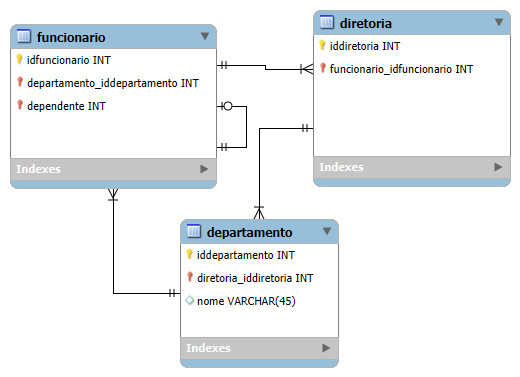 funcionario
idfuncionario INT
departamento_iddepartamento INT
dependente INT
Indexes
diretoria
iddiretoria INT
funcionario_idfuncionario INT
Indexes
departamento
iddepartamento INT
diretoria_iddiretoria INT
nome VARCHAR(45)
Indexes